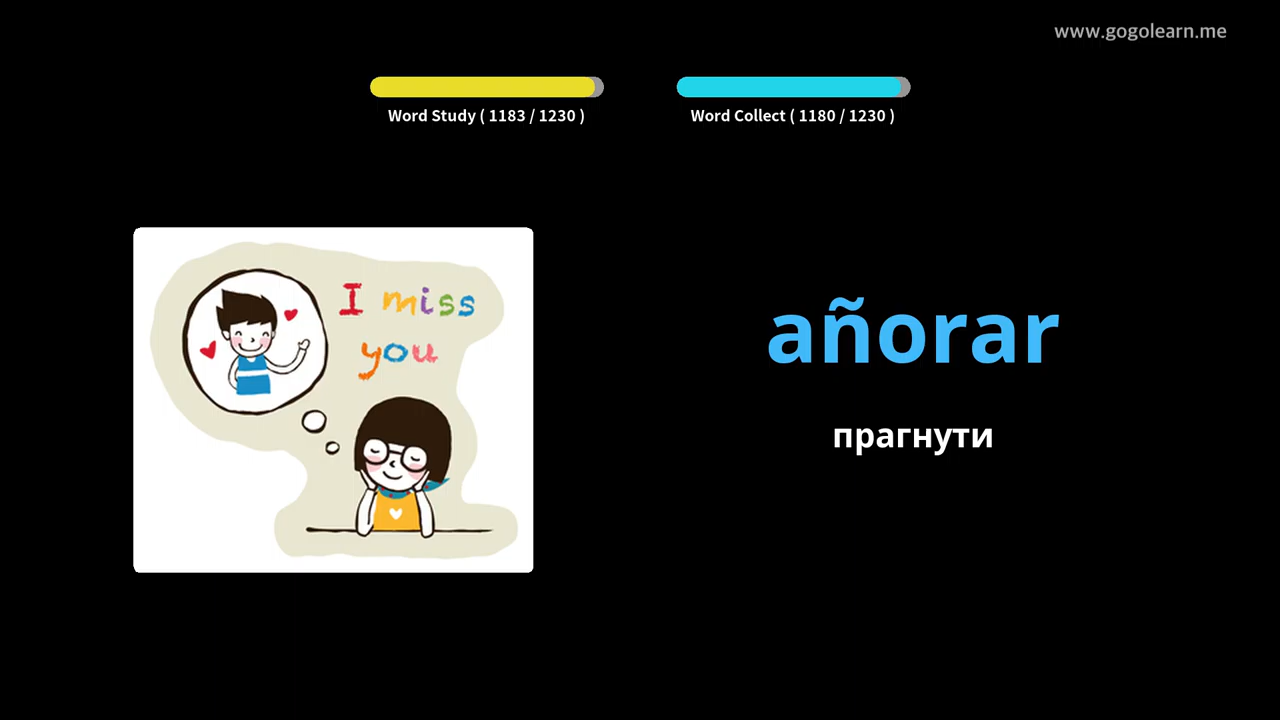 www.gogolearn.me
Word Study ( 1183 / 1230 )
Word Collect ( 1180 / 1230 )
I miss
you
añorar
прагнути